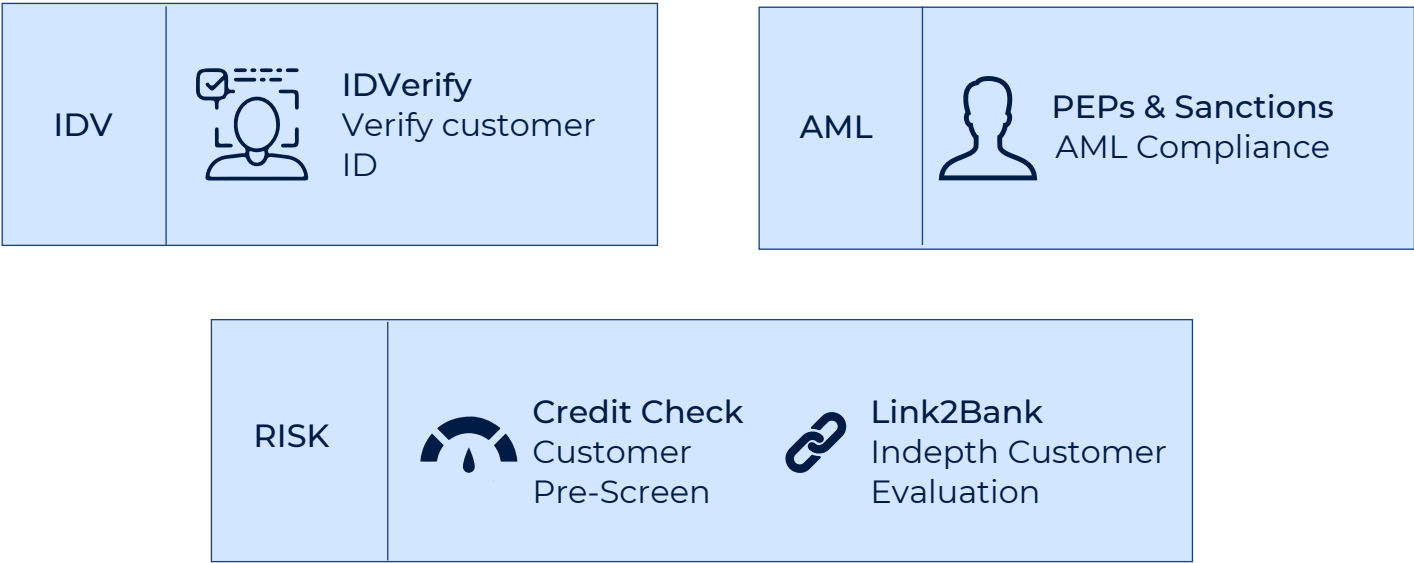 IDV
IDVerify
Verify customer
ID
AML
PEPs & Sanctions
AML Compliance
RISK
Credit Check
Customer
Pre-Screen
Link2Bank
Indepth Customer
Evaluation